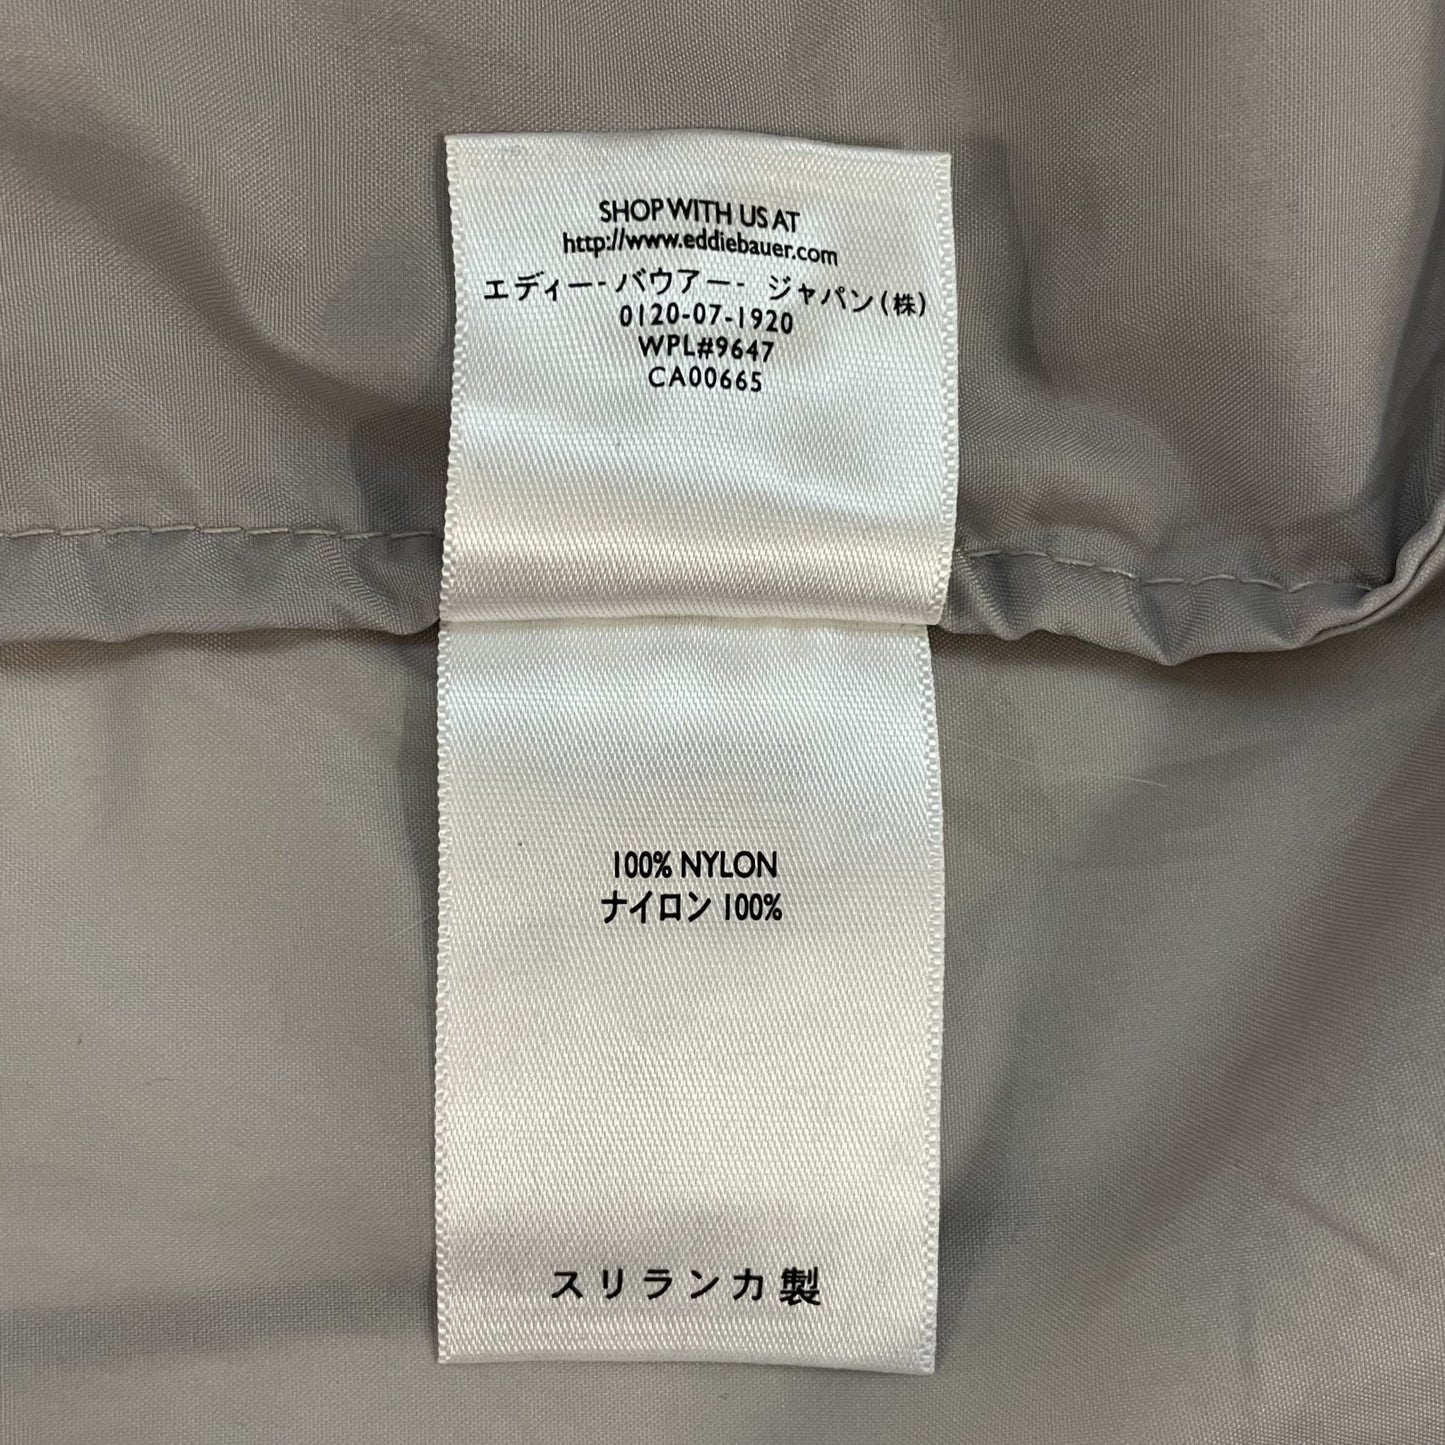 SHOP WITH US AT
http://www.eddiebauer.com
エディー-バウアー- ジャパン(株)
0120-07-1920
WPL#9647
CA00665
100% NYLON
ナイロン 100%
スリランカ製